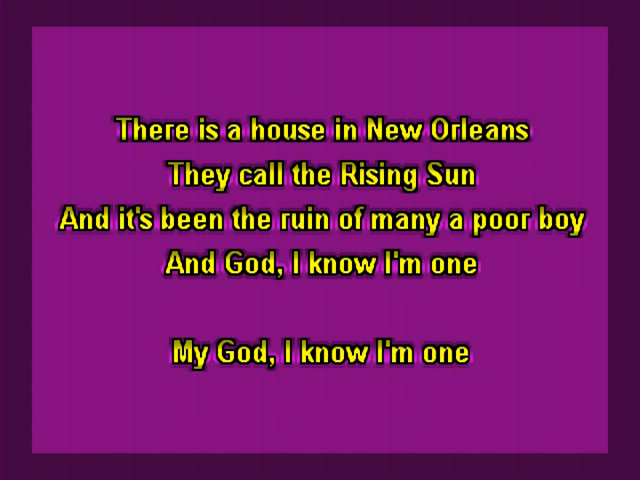 There is a house in New Orleans
They call the Rising Sun
And it's been the ruin of many a poor boy
And God, I know I'm one
My God, I know I'm one